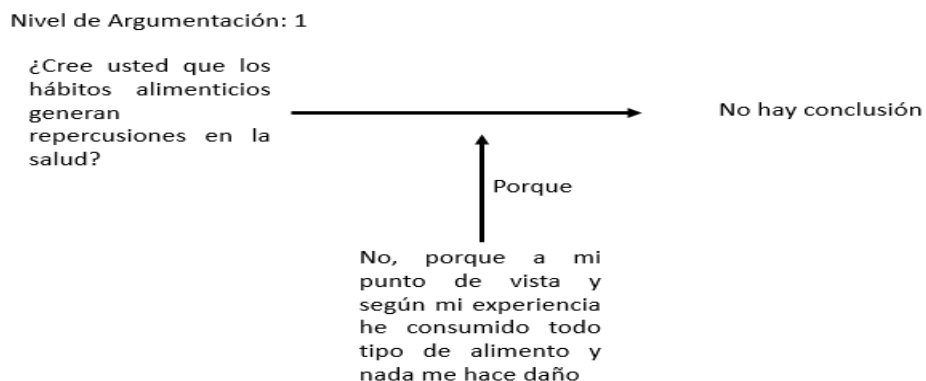 Nivel de Argumentación: 1
¿Cree usted que los
hábitos alimenticios
generan
repercusiones en la
salud?
No hay conclusión
Porque
No, porque a mi
punto de vista y
según mi experiencia
he consumido todo
tipo de alimento y
nada me hace daño